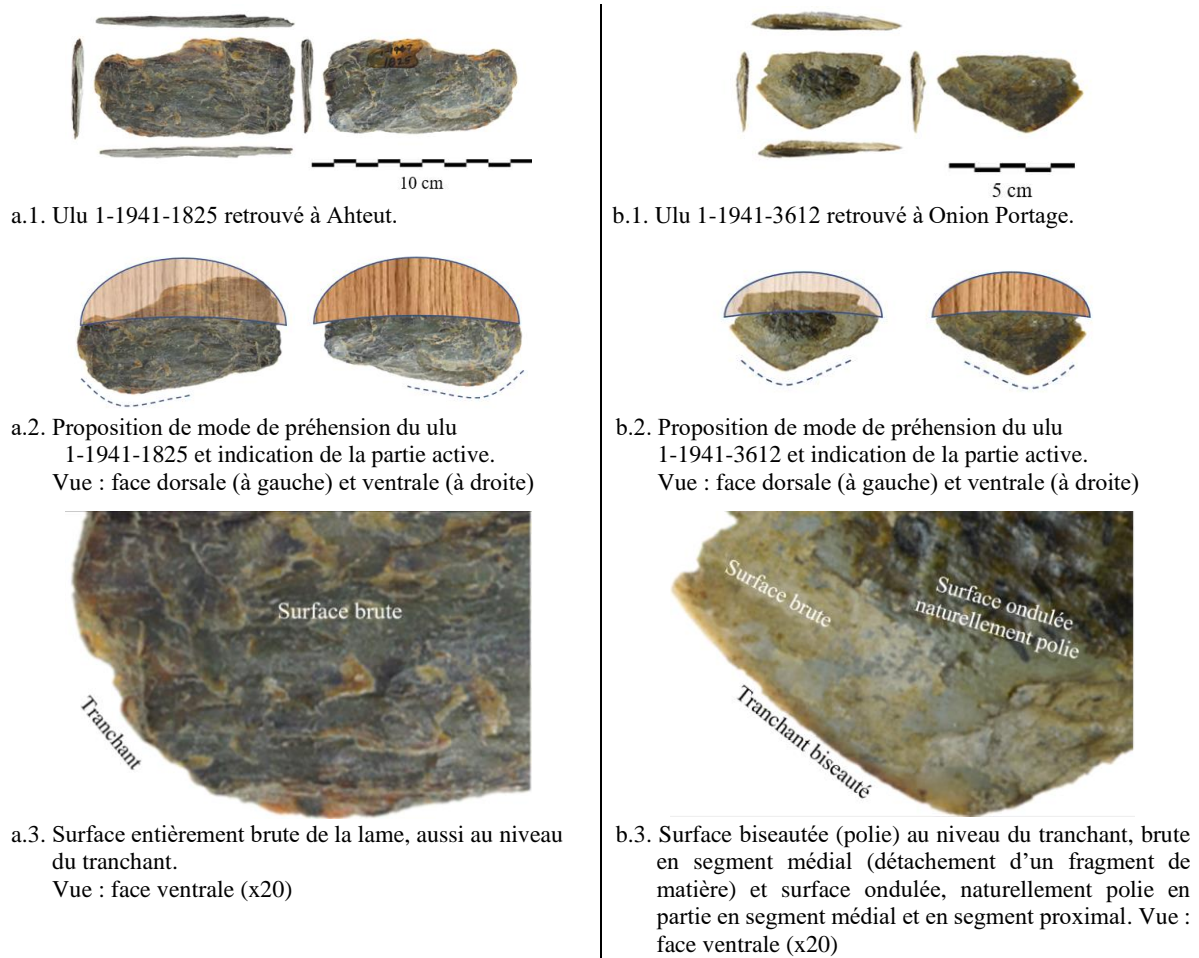 10 cm
a.1. Ulu 1-1941-1825 retrouvé à Ahteut.
a.2. Proposition de mode de préhension du ulu
1-1941-1825 et indication de la partie active.
Vue : face dorsale (à gauche) et ventrale (à droite)
Surface brute
Tranchant
a.3. Surface entièrement brute de la lame, aussi au niveau
du tranchant.
Vue : face ventrale (x20)
5 cm
b.1. Ulu 1-1941-3612 retrouvé à Onion Portage.
b.2. Proposition de mode de préhension du ulu
1-1941-3612 et indication de la partie active.
Vue : face dorsale (à gauche) et ventrale (à droite)
Surface brute
Surface ondulée
naturellement polie
Tranchant biseauté
b.3. Surface biseautée (polie) au niveau du tranchant, brute
en segment médial (détachement d'un fragment de
matière) et surface ondulée, naturellement polie en
partie en segment médial et en segment proximal. Vue :
face ventrale (x20)